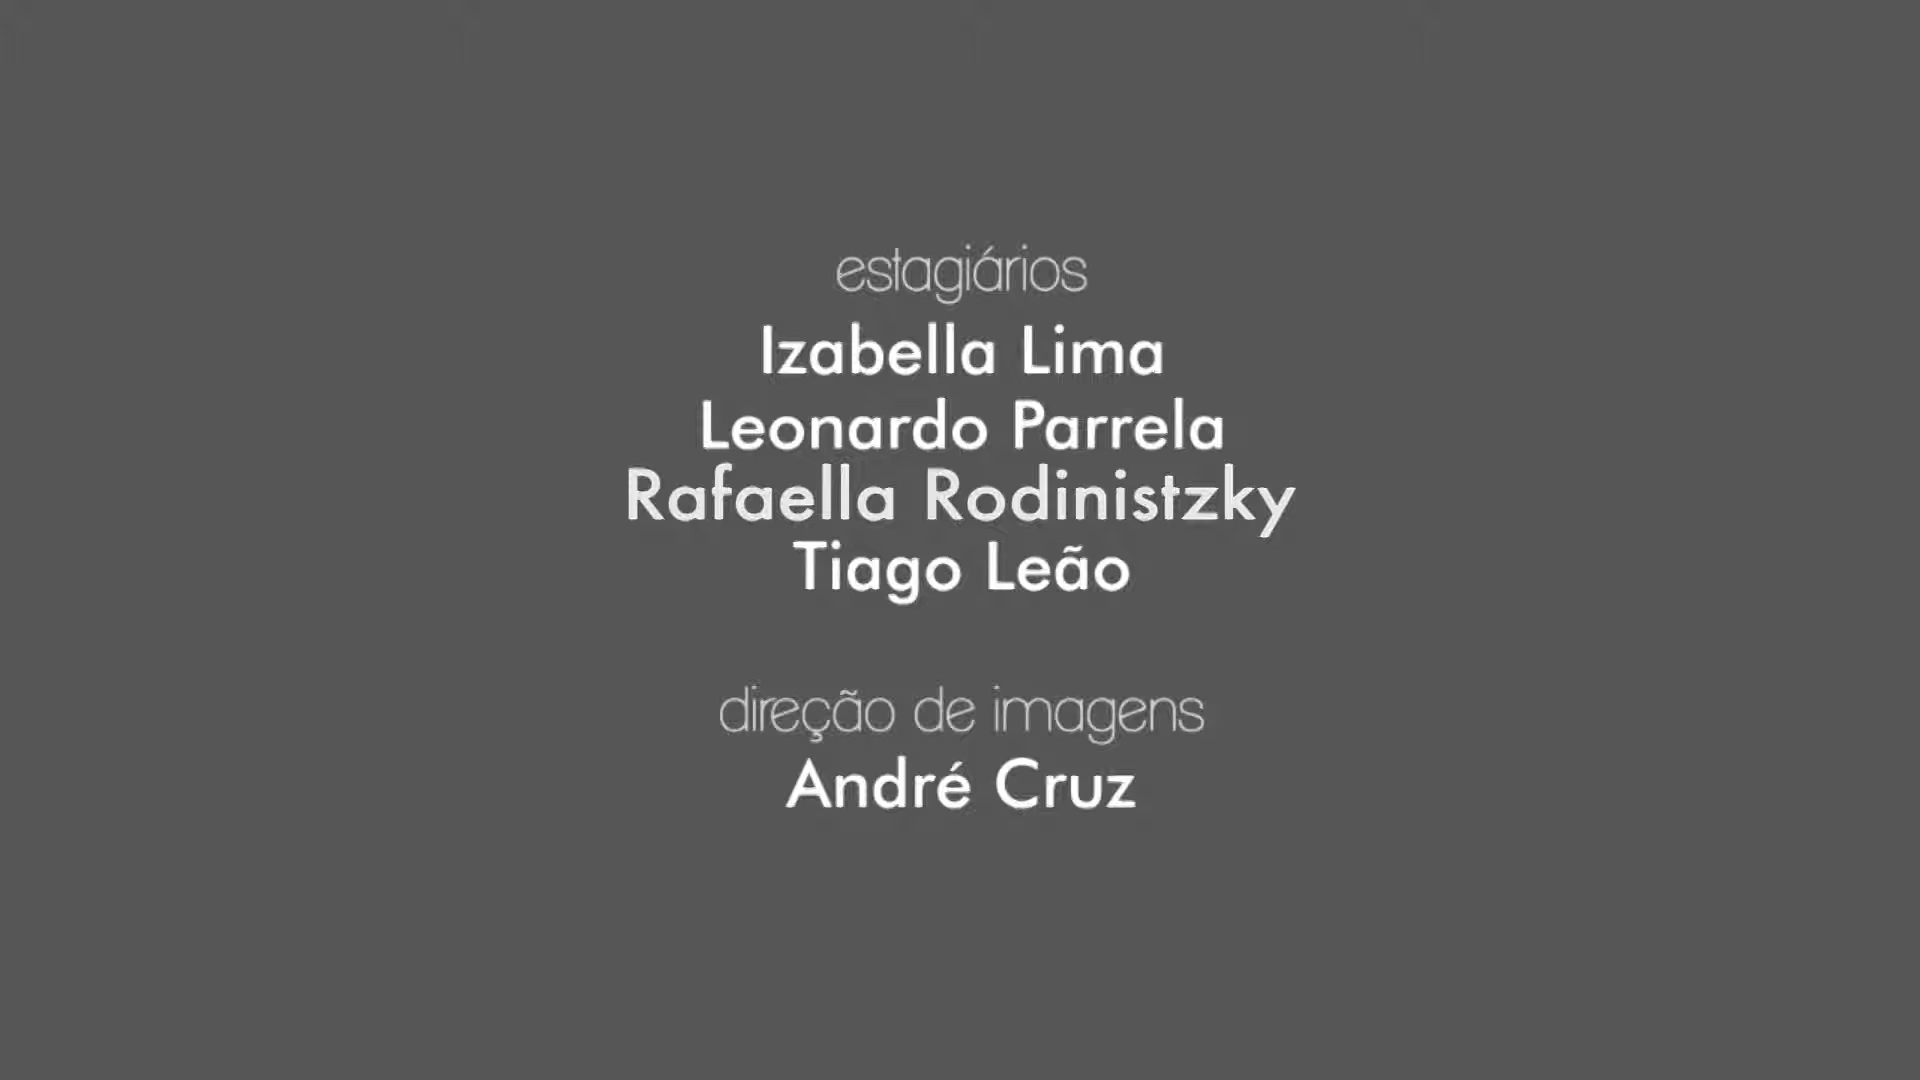 estagiários
Izabella Lima
Leonardo Parrela
Rafaella Rodinistzky
Tiago Leão
direção de imagens
André Cruz